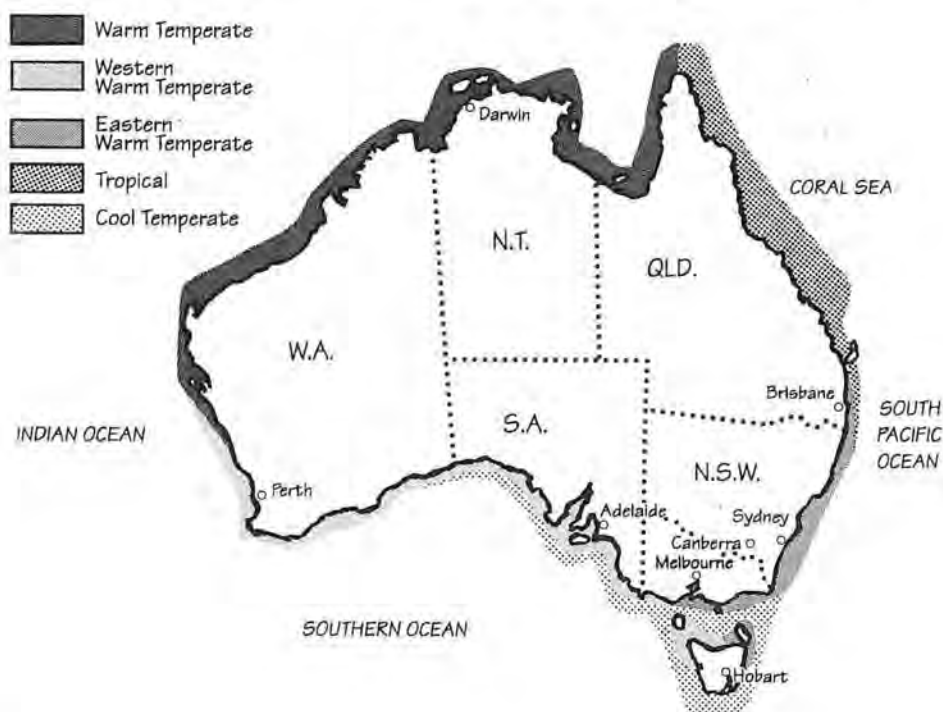 Warm Temperate
Western
Warm Temperate
Eastern
Warm Temperate
Tropical
Cool Temperate
Darwin
CORAL SEA
N.T.
QLD.
W.A.
Brisbane
INDIAN OCEAN
S.A.
SOUTH
PACIFIC
OCEAN
N.S.W.
Perth
Adelaide
Sydney
Canberra
Melbourne
SOUTHERN OCEAN
Hobart